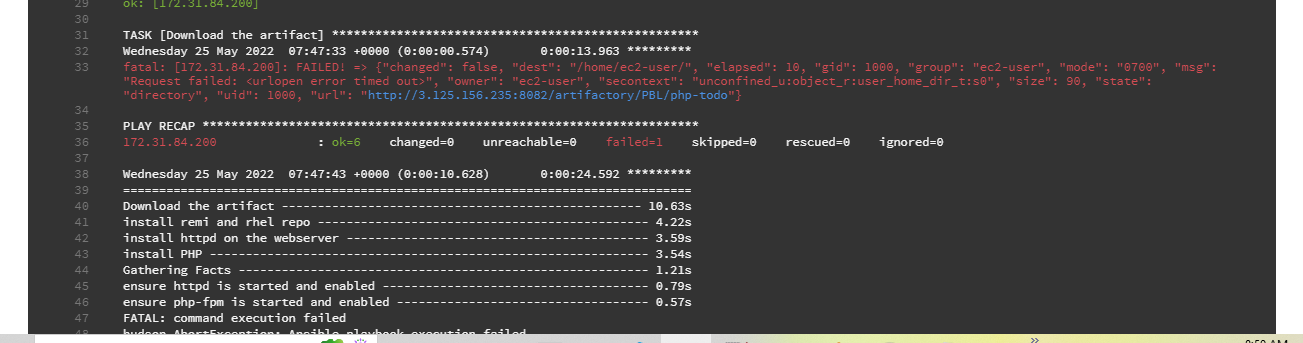 29 ok: [172.31.84.200]
30
31 TASK [Download the artifact] ***************************************************
32 Wednesday 25 May 2022  07:47:33 +0000 (0:00:00.574)       0:00:13.963 *********
33 fatal: [172.31.84.200]: FAILED! => {"changed": false, "dest": "/home/ec2-user/", "elapsed": 10, "gid": 1000, "group": "ec2-user", "mode": "0700", "msg":
"Request failed: <urlopen error timed out>", "owner": "ec2-user", "secontext": "unconfined_u:object_r:user_home_dir_t:s0", "size": 90, "state":
"directory", "uid": 1000, "url": "http://3.125.156.235:8082/artifactory/PBL/php-todo"}
34
35 PLAY RECAP *********************************************************************
36 172.31.84.200              : ok=6    changed=0    unreachable=0    failed=1    skipped=0    rescued=0    ignored=0
37
38 Wednesday 25 May 2022  07:47:43 +0000 (0:00:10.628)       0:00:24.592 *********
39 ===============================================================================
40 Download the artifact -------------------------------------------------- 10.63s
41 install remi and rhel repo ---------------------------------------------- 4.22s
42 install httpd on the webserver ------------------------------------------ 3.59s
43 install PHP ------------------------------------------------------------- 3.54s
44 Gathering Facts --------------------------------------------------------- 1.21s
45 ensure httpd is started and enabled ------------------------------------- 0.79s
46 ensure php-fpm is started and enabled ----------------------------------- 0.57s
47 FATAL: command execution failed
48 hudson.AbortException: Ansible playbook execution failed